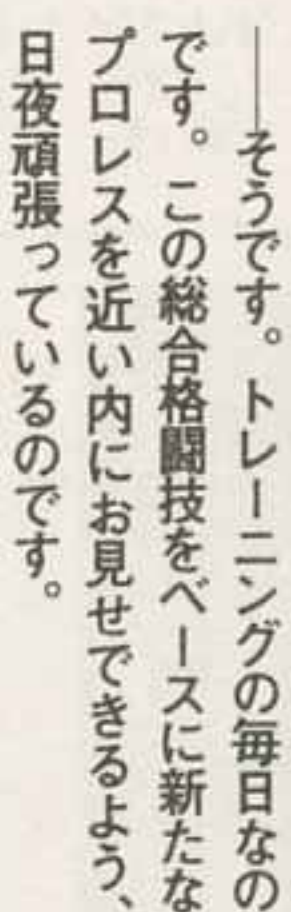 ──そうです。トレーニングの毎日なの
です。この総合格闘技をベースに新たな
プロレスを近い内にお見せできるよう、
日夜頑張っているのです。